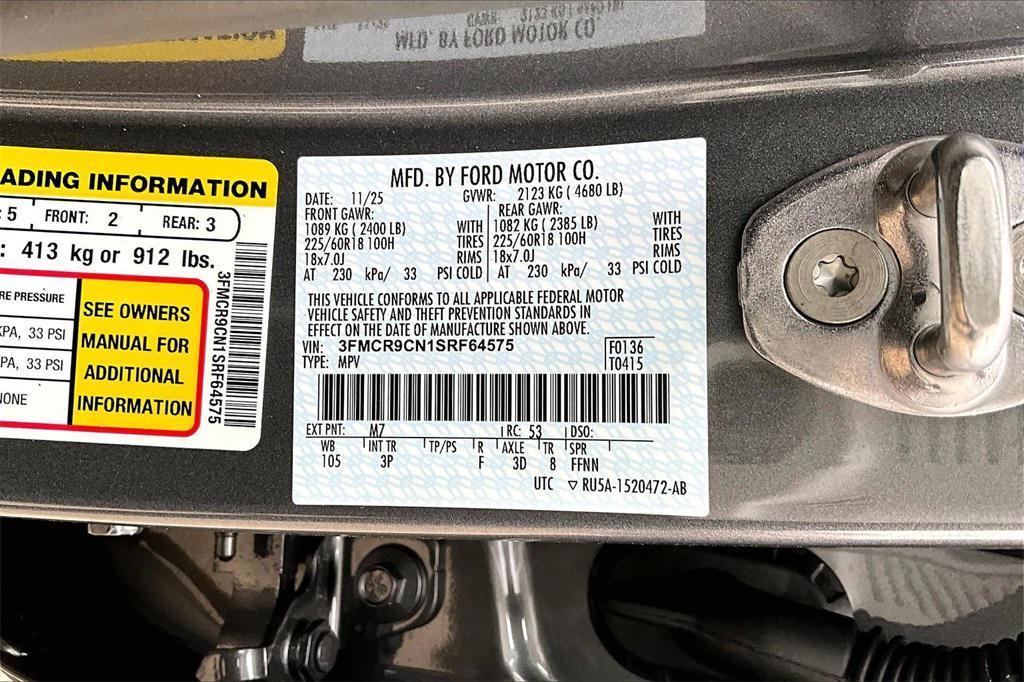 MFD. BY FORD MOTOR CO.
ADING INFORMATION
: 5 FRONT: 2 REAR: 3
: 413 kg or 912 lbs.
RE PRESSURE
KPA, 33 PSI
PA, 33 PSI
NONE
SEE OWNERS
MANUAL FOR
ADDITIONAL
INFORMATION
3FMCR9CN1SRF64575
MFD. BY FORD MOTOR CO.
DATE: 11/25 GVWR: 2123 KG ( 4680 LB)
FRONT GAWR: REAR GAWR:
1089 KG ( 2400 LB) WITH 1082 KG ( 2385 LB) WITH
225/60R18 100H TIRES 225/60R18 100H TIRES
18x7.0J RIMS 18x7.0J RIMS
AT 230 kPa/ 33 PSI COLD AT 230 kPa/ 33 PSI COLD
THIS VEHICLE CONFORMS TO ALL APPLICABLE FEDERAL MOTOR
VEHICLE SAFETY AND THEFT PREVENTION STANDARDS IN
EFFECT ON THE DATE OF MANUFACTURE SHOWN ABOVE.
VIN: 3FMCR9CN1SRF64575 F0136
TYPE: MPV T0415
EXT PNT: M7 RC: 53 DSO:
WB INT TR TP/PS R AXLE TR SPR
105 3P F 3D 8 FFNN
UTC ▽ RU5A-1520472-AB